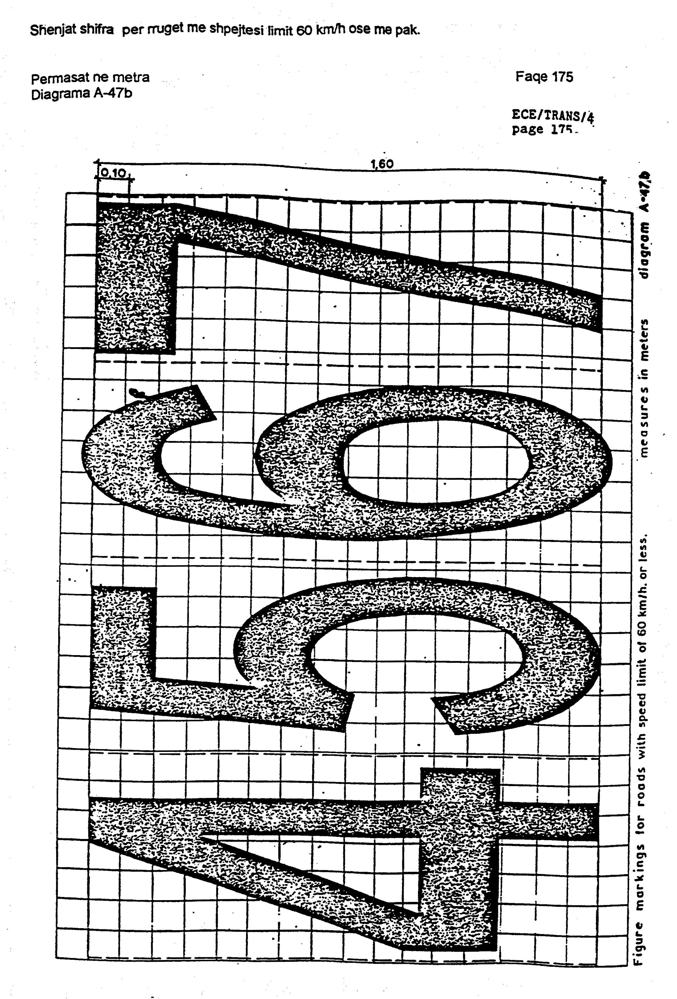 Shenjat shifra per rruget me shpejtesi limit 60 km/h ose me pak.
Permasat ne metra
Diagrama A-47b
Faqe 175
ECE/TRANS/4
page 175.
1,60
0,10
4567
Figure markings for roads with speed limit of 60 km/h. or less. measures in meters diagram A-47,b